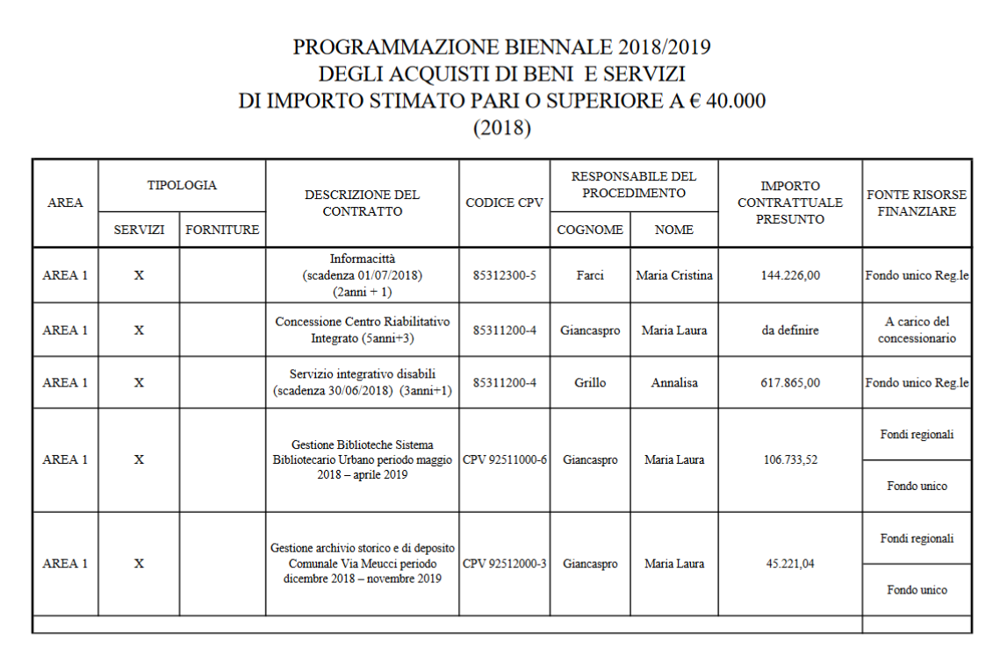 PROGRAMMAZIONE BIENNALE 2018/2019
DEGLI ACQUISTI DI BENI E SERVIZI
DI IMPORTO STIMATO PARI O SUPERIORE A € 40.000
(2018)
AREA
TIPOLOGIA
SERVIZI
FORNITURE
DESCRIZIONE DEL
CONTRATTO
CODICE CPV
RESPONSABILE DEL
PROCEDIMENTO
COGNOME
NOME
IMPORTO
CONTRATTUALE
PRESUNTO
FONTE RISORSE
FINANZIARE
AREA 1
X
Informacittà
(scadenza 01/07/2018)
(2anni + 1)
85312300-5
Farci
Maria Cristina
144.226,00
Fondo unico Reg.le
AREA 1
X
Concessione Centro Riabilitativo
Integrato (5anni+3)
85311200-4
Giancaspro
Maria Laura
da definire
A carico del
concessionario
AREA 1
X
Servizio integrativo disabili
(scadenza 30/06/2018) (3anni+1)
85311200-4
Grillo
Annalisa
617.865,00
Fondo unico Reg.le
AREA 1
X
Gestione Biblioteche Sistema
Bibliotecario Urbano periodo maggio
2018 – aprile 2019
CPV 92511000-6
Giancaspro
Maria Laura
106.733,52
Fondi regionali
Fondo unico
AREA 1
X
Gestione archivio storico e di deposito
Comunale Via Meucci periodo
dicembre 2018 – novembre 2019
CPV 92512000-3
Giancaspro
Maria Laura
45.221,04
Fondi regionali
Fondo unico